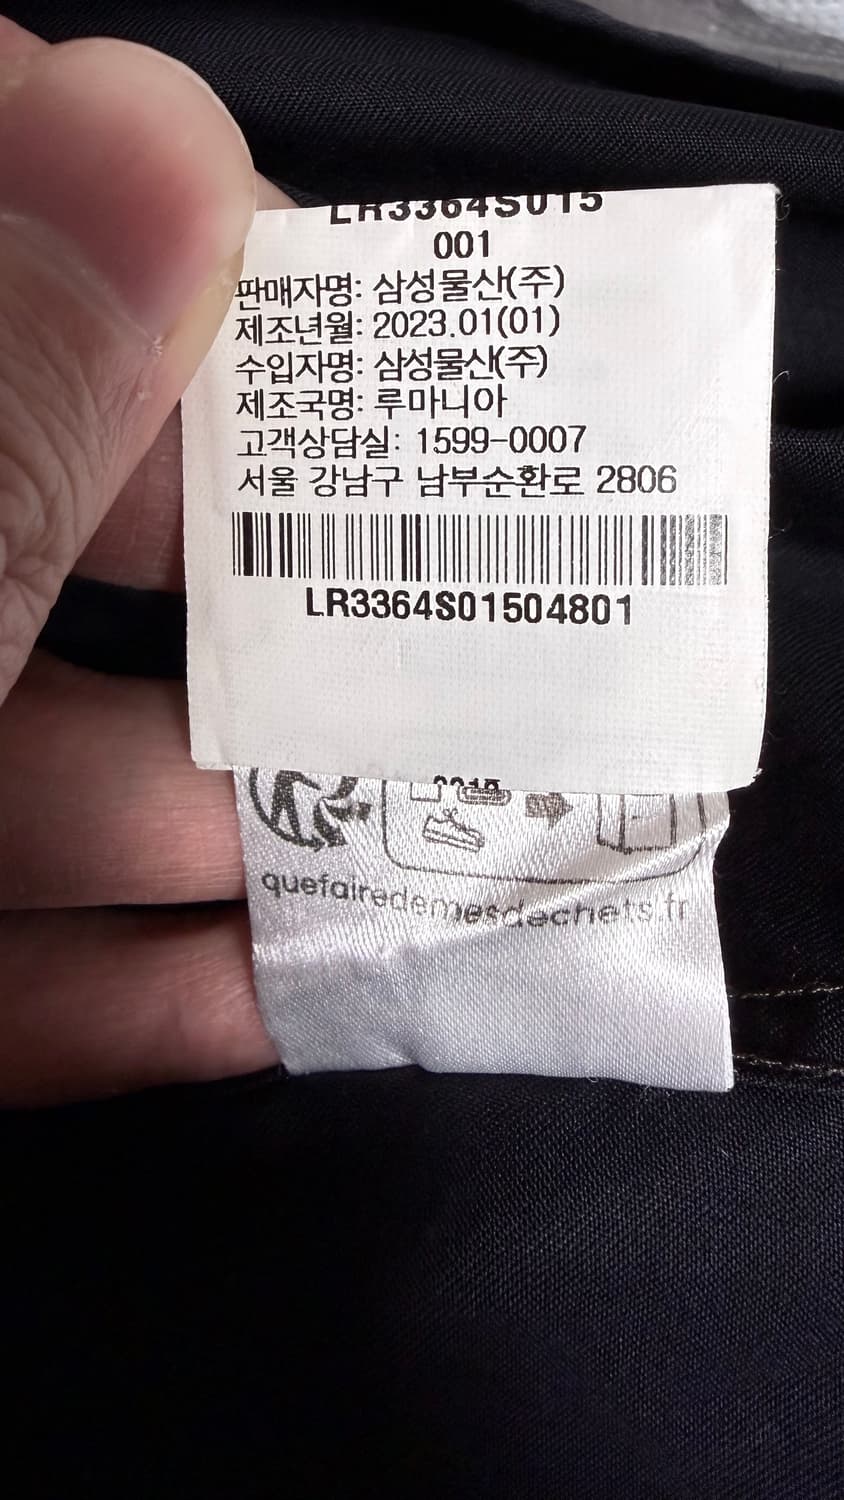 LR3364S015
001
판매자명: 삼성물산(주)
제조년월: 2023.01(01)
수입자명: 삼성물산(주)
제조국명: 루마니아
고객상담실: 1599-0007
서울 강남구 남부순환로 2806
LR3364S01504801
quefairedemesdechets.fr